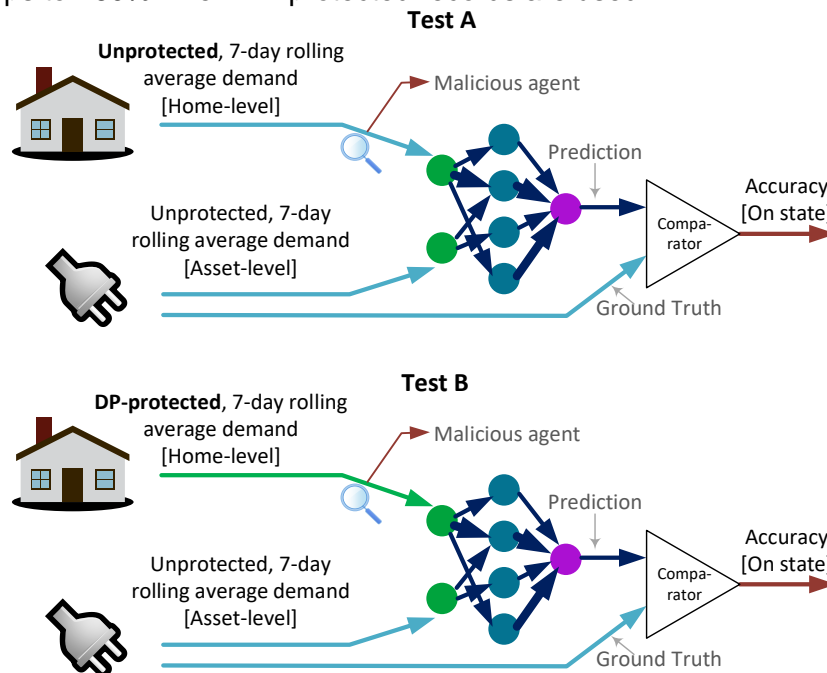 Test A
Unprotected, 7-day rolling
average demand
[Home-level]
Malicious agent
Prediction
Accuracy
[On state]
Compa-
rator
Unprotected, 7-day
rolling average demand
[Asset-level]
Ground Truth
Test B
DP-protected, 7-day rolling
average demand
[Home-level]
Malicious agent
Prediction
Accuracy
[On state]
Compa-
rator
Unprotected, 7-day
rolling average demand
[Asset-level]
Ground Truth